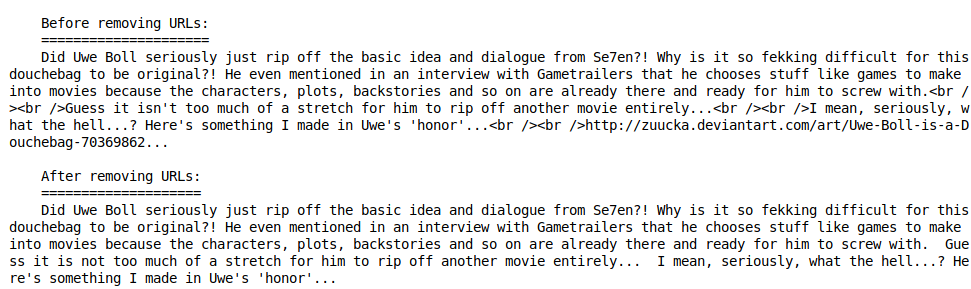 Before removing URLs:
=====================
Did Uwe Boll seriously just rip off the basic idea and dialogue from Se7en?! Why is it so fekking difficult for this
douchebag to be original?! He even mentioned in an interview with Gametrailers that he chooses stuff like games to make
into movies because the characters, plots, backstories and so on are already there and ready for him to screw with.<br /
><br />Guess it isn't too much of a stretch for him to rip off another movie entirely...<br /><br />I mean, seriously, w
hat the hell...? Here's something I made in Uwe's 'honor'...<br /><br />http://zuucka.deviantart.com/art/Uwe-Boll-is-a-D
ouchebag-70369862...
After removing URLs:
====================
Did Uwe Boll seriously just rip off the basic idea and dialogue from Se7en?! Why is it so fekking difficult for this
douchebag to be original?! He even mentioned in an interview with Gametrailers that he chooses stuff like games to make
into movies because the characters, plots, backstories and so on are already there and ready for him to screw with.  Gue
ss it is not too much of a stretch for him to rip off another movie entirely...  I mean, seriously, what the hell...? He
re's something I made in Uwe's 'honor'...